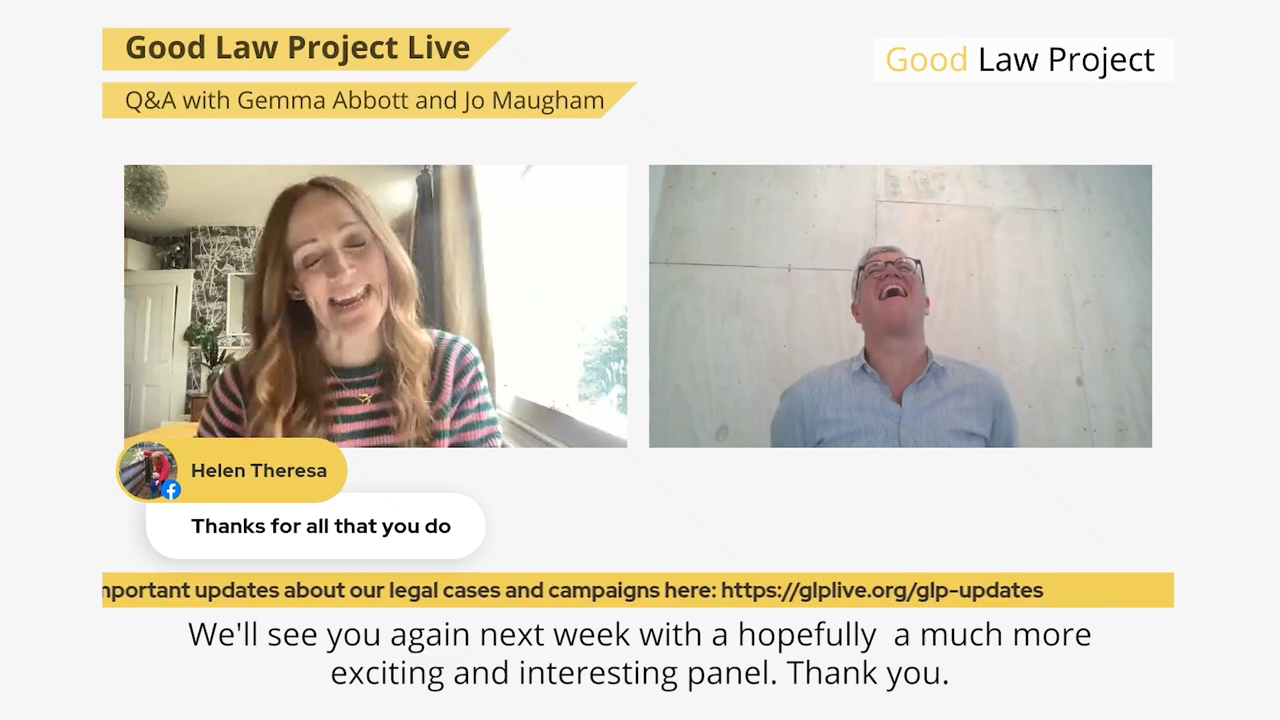 Good Law Project Live
Good Law Project
Q&A with Gemma Abbott and Jo Maugham
Helen Theresa
Thanks for all that you do
updates about our legal cases and campaigns here: https://glplive.org/glp-updates
We'll see you again next week with a hopefully a much more
exciting and interesting panel. Thank you.